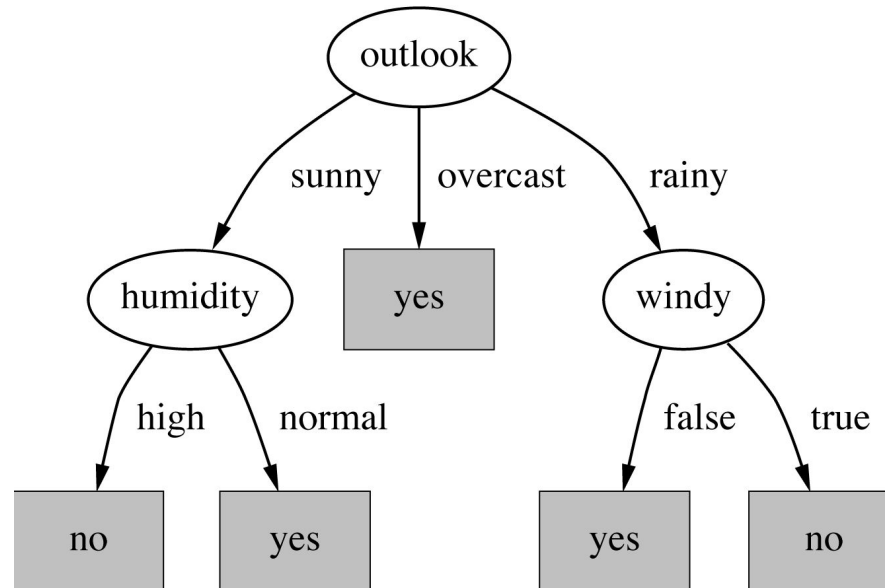 outlook
sunny overcast rainy
humidity yes windy
high normal false true
no yes yes no